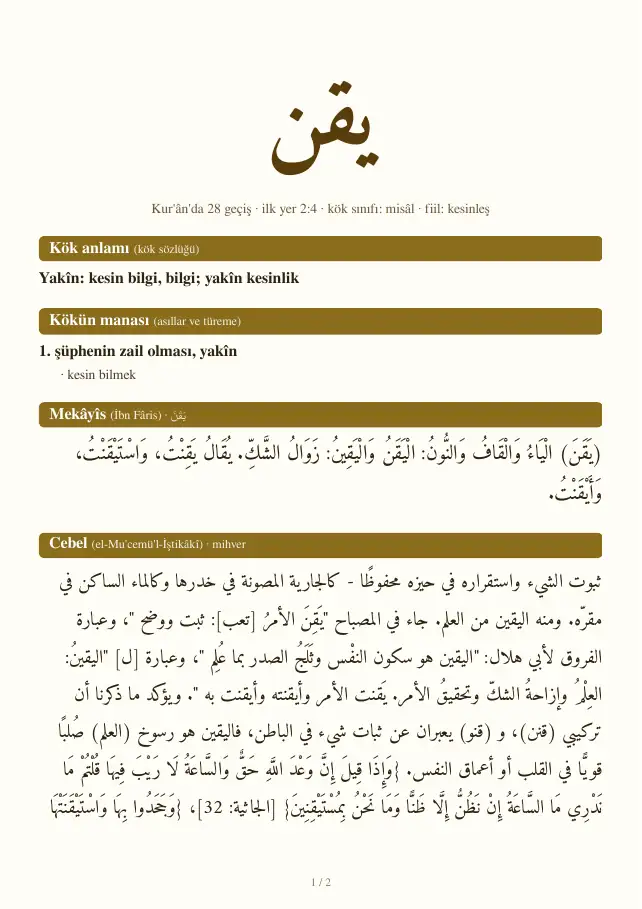 يقن
Kur'ân'da 28 geçiş · ilk yer 2:4 · kök sınıfı: misâl · fiil: kesinleş
Kök anlamı (kök sözlüğü)
Yakîn: kesin bilgi, bilgi; yakîn kesinlik
Kökün manası (asıllar ve türeme)
1. şüphenin zail olması, yakîn
· kesin bilmek
Mekâyîs (İbn Fâris) · يَقَنَ
(يَقَنَ) الْيَاءُ وَالْقَافُ وَالنُّونُ: الْيَقَنُ وَالْيَقِينُ: زَوَالُ الشَّكِّ. يُقَالُ يَقِنْتُ، وَاسْتَيْقَنْتُ،
وَأَيْقَنْتُ.
Cebel (el-Mu'cemü'l-İştikâkî) · mihver
ثبوت الشيء واستقراره في حيزه محفوظًا - كالجارية المصونة في خدرها وكالماء الساكن في
مقرّه. ومنه اليقين من العلم. جاء في المصباح "يَقِنَ الأمرُ [تعب]: ثبت ووضح "، وعبارة
الفروق لأبي هلال: "اليقين هو سكون النفْس وثَلَجُ الصدر بما عُلِم "، وعبارة [ل] "اليقينُ:
العِلْمُ وإزاحةُ الشكّ وتحقيقُ الأمر. يَقنت الأمر وأيقنته وأيقنت به ". ويؤكد ما ذكرنا أن
تركيبي (قنن)، و (قنو) يعبران عن ثبات شيء في الباطن، فاليقين هو رسوخ (العلم) صُلبًا
قويًّا في القلب أو أعماق النفس. {وَإِذَا قِيلَ إِنَّ وَعْدَ اللَّهِ حَقٌّ وَالسَّاعَةُ لَا رَيْبَ فِيهَا قُلْتُمْ مَا
نَدْرِي مَا السَّاعَةُ إِنْ نَظُنُّ إِلَّا ظَنًّا وَمَا نَحْنُ بِمُسْتَيْقِنِينَ} [الجاثية: 32]، {وَجَحَدُوا بِهَا وَاسْتَيْقَنَتْهَا
1 / 2